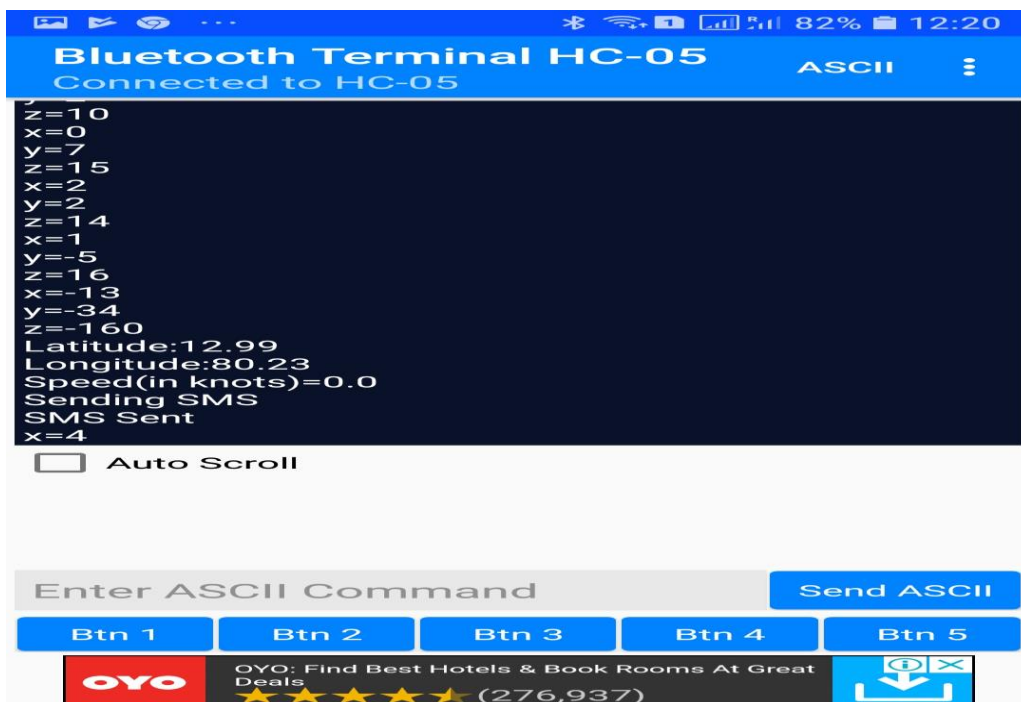 82% 12:20
Bluetooth Terminal HC-05
ASCII
Connected to HC-05
z=10
x=0
y=7
z=15
x=2
y=2
z=14
x=1
y=-5
z=16
x=-13
y=-34
z=-160
Latitude:12.99
Longitude:80.23
Speed(in knots)=0.0
Sending SMS
SMS Sent
x=4
Auto Scroll
Enter ASCII Command
Send ASCII
Btn 1 Btn 2 Btn 3 Btn 4 Btn 5
OYO
OYO: Find Best Hotels & Book Rooms At Great
Deals
(276,937)